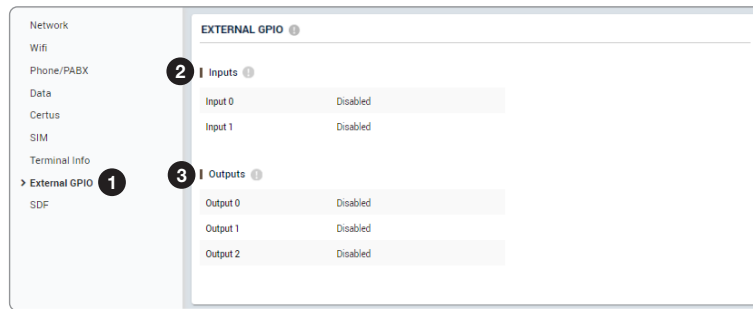 Network
Wifi
Phone/PABX
Data
Certus
SIM
Terminal Info
> External GPIO 1
SDF
EXTERNAL GPIO !
2 Inputs !
Input 0 Disabled
Input 1 Disabled
3 Outputs !
Output 0 Disabled
Output 1 Disabled
Output 2 Disabled